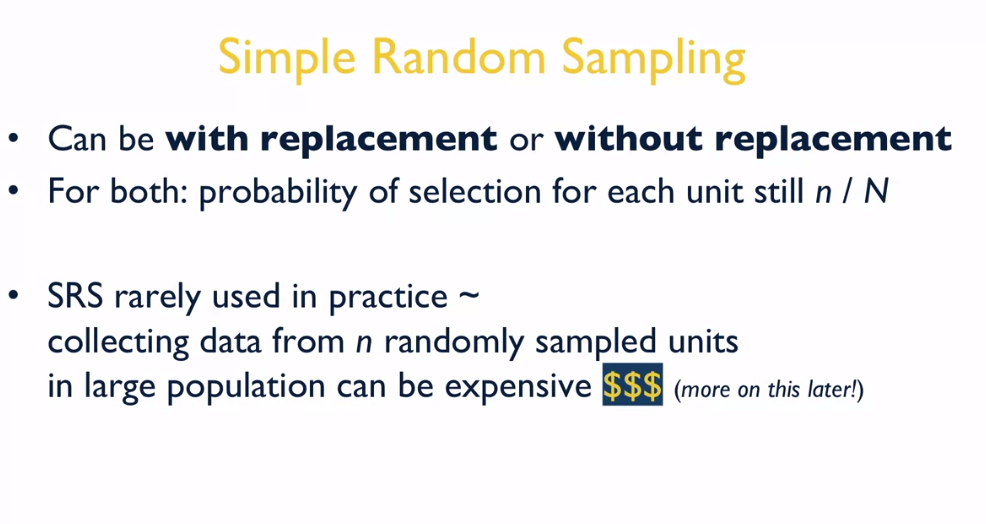 Simple Random Sampling
• Can be with replacement or without replacement
• For both: probability of selection for each unit still n / N
• SRS rarely used in practice ~
collecting data from n randomly sampled units
in large population can be expensive $$$ (more on this later!)